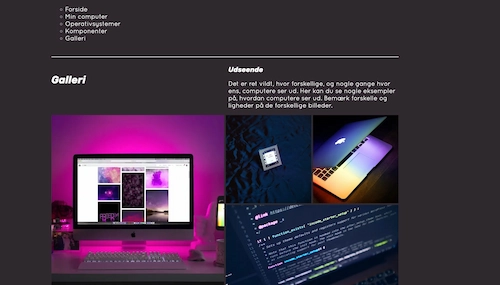 Forside
Min computer
Operativsystemer
Komponenter
Galleri
Galleri
Udseende
Det er ret vildt, hvor forskellige, og nogle gange hvor
ens, computere ser ud. Her kan du se nogle eksempler
på, hvordan computere ser ud. Bemærk forskelle og
ligheder på de forskellige billeder.
@link
@package